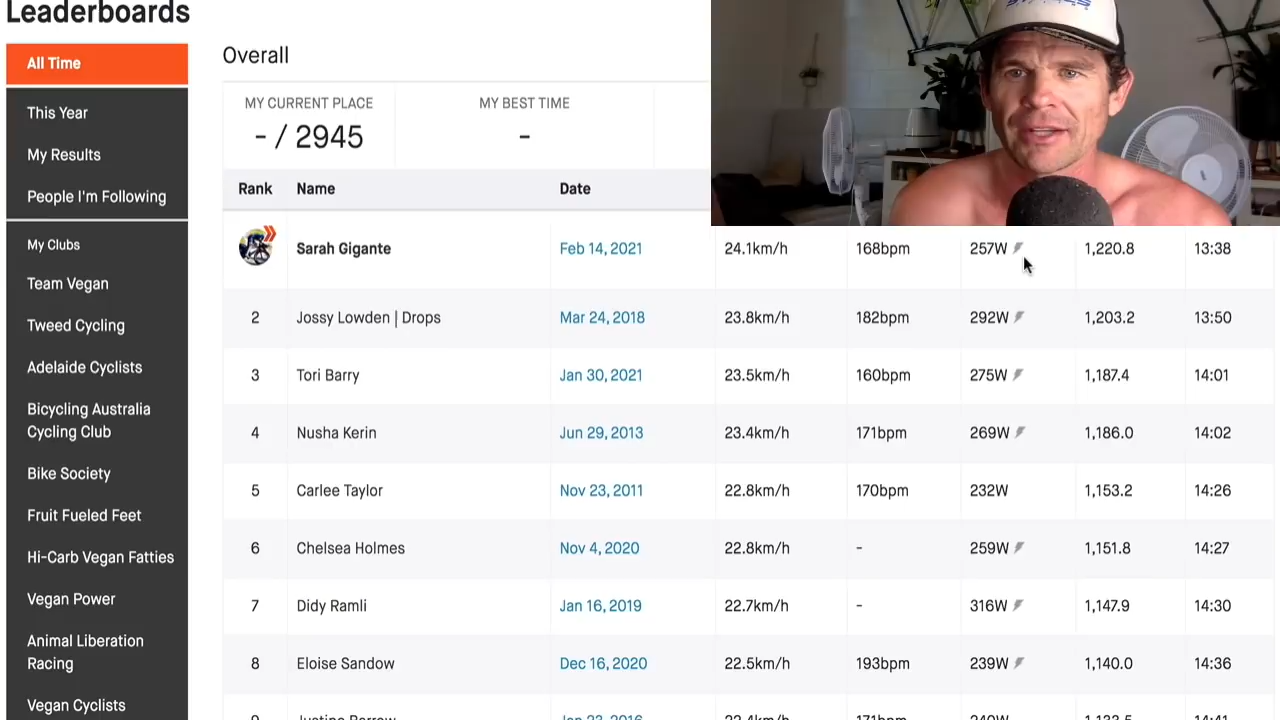 Leaderboards
All Time
This Year
My Results
People I'm Following
My Clubs
Team Vegan
Tweed Cycling
Adelaide Cyclists
Bicycling Australia
Cycling Club
Bike Society
Fruit Fueled Feet
Hi-Carb Vegan Fatties
Vegan Power
Animal Liberation
Racing
Vegan Cyclists
Overall
MY CURRENT PLACE MY BEST TIME
- / 2945 -
Rank Name Date
Sarah Gigante Feb 14, 2021 24.1km/h 168bpm 257W 1,220.8 13:38
2 Jossy Lowden | Drops Mar 24, 2018 23.8km/h 182bpm 292W 1,203.2 13:50
3 Tori Barry Jan 30, 2021 23.5km/h 160bpm 275W 1,187.4 14:01
4 Nusha Kerin Jun 29, 2013 23.4km/h 171bpm 269W 1,186.0 14:02
5 Carlee Taylor Nov 23, 2011 22.8km/h 170bpm 232W 1,153.2 14:26
6 Chelsea Holmes Nov 4, 2020 22.8km/h - 259W 1,151.8 14:27
7 Didy Ramli Jan 16, 2019 22.7km/h - 316W 1,147.9 14:30
8 Eloise Sandow Dec 16, 2020 22.5km/h 193bpm 239W 1,140.0 14:36